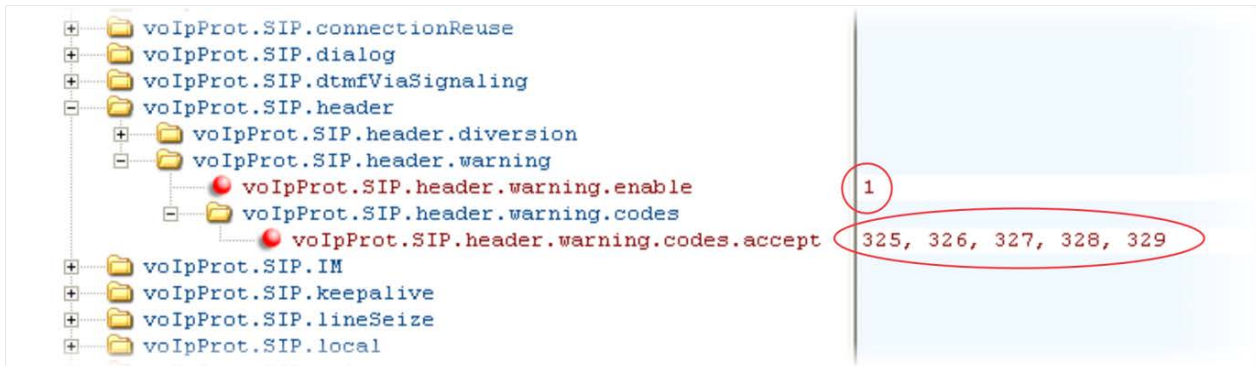 voIpProt.SIP.connectionReuse
voIpProt.SIP.dialog
voIpProt.SIP.dtmfViaSignaling
voIpProt.SIP.header
voIpProt.SIP.header.diversion
voIpProt.SIP.header.warning
voIpProt.SIP.header.warning.enable 1
voIpProt.SIP.header.warning.codes
voIpProt.SIP.header.warning.codes.accept 325, 326, 327, 328, 329
voIpProt.SIP.IM
voIpProt.SIP.keepalive
voIpProt.SIP.lineSeize
voIpProt.SIP.local